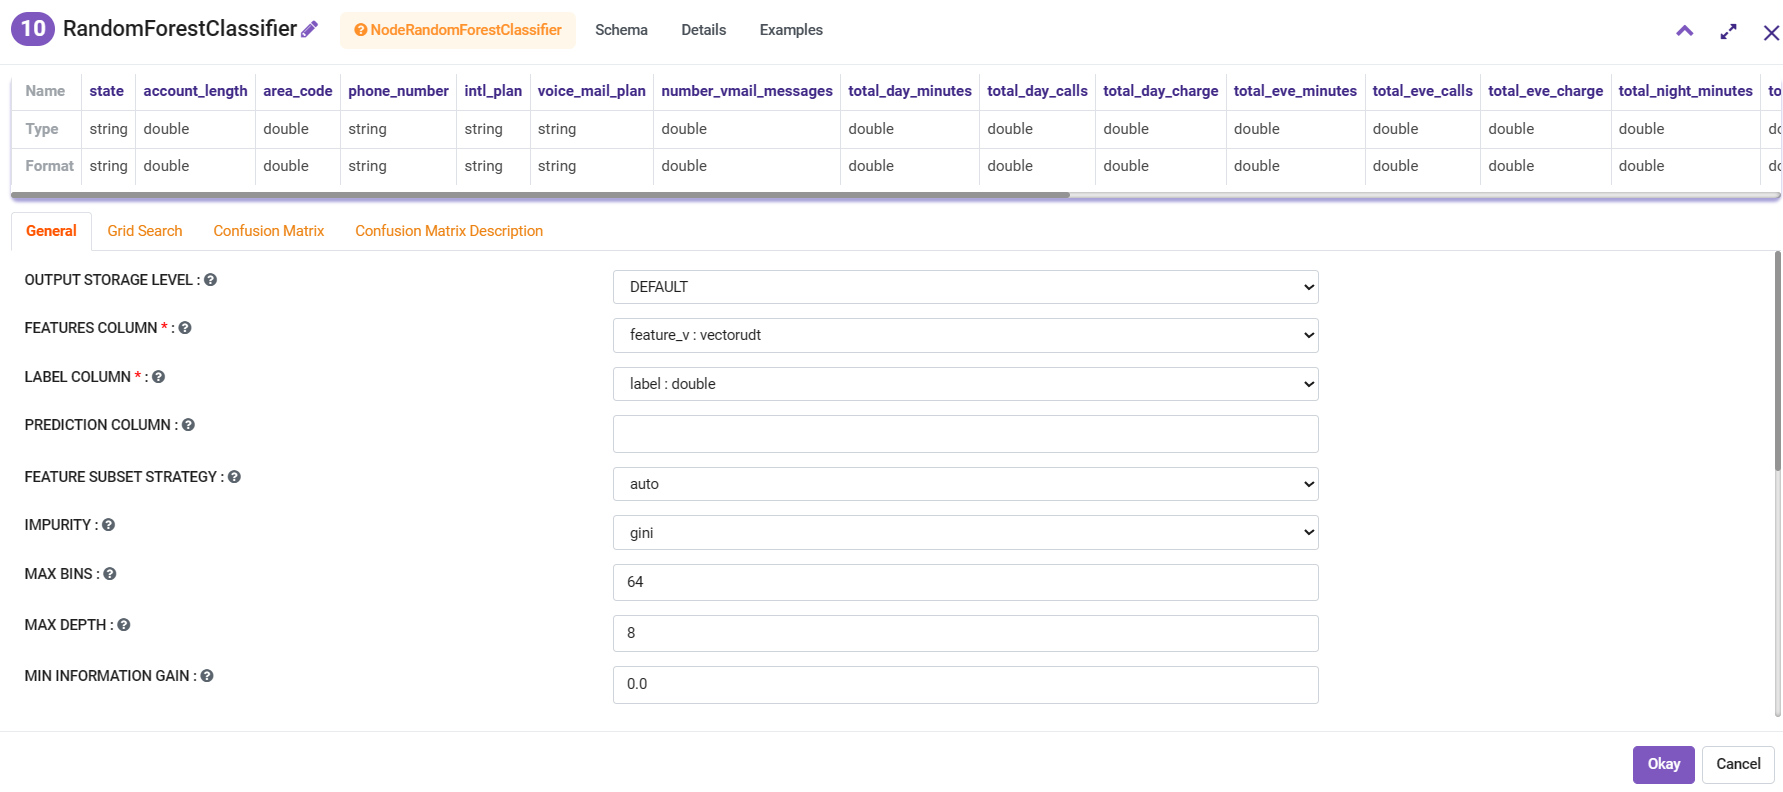 10 RandomForestClassifier NodeRandomForestClassifier Schema Details Examples
Name state account_length area_code phone_number intl_plan voice_mail_plan number_vmail_messages total_day_minutes total_day_calls total_day_charge total_eve_minutes total_eve_calls total_eve_charge total_night_minutes to
Type string double double string string string double double double double double double double double do
Format string double double string string string double double double double double double double double do
General Grid Search Confusion Matrix Confusion Matrix Description
OUTPUT STORAGE LEVEL : DEFAULT
FEATURES COLUMN * : feature_v : vectorudt
LABEL COLUMN * : label : double
PREDICTION COLUMN :
FEATURE SUBSET STRATEGY : auto
IMPURITY : gini
MAX BINS : 64
MAX DEPTH : 8
MIN INFORMATION GAIN : 0.0
Okay Cancel